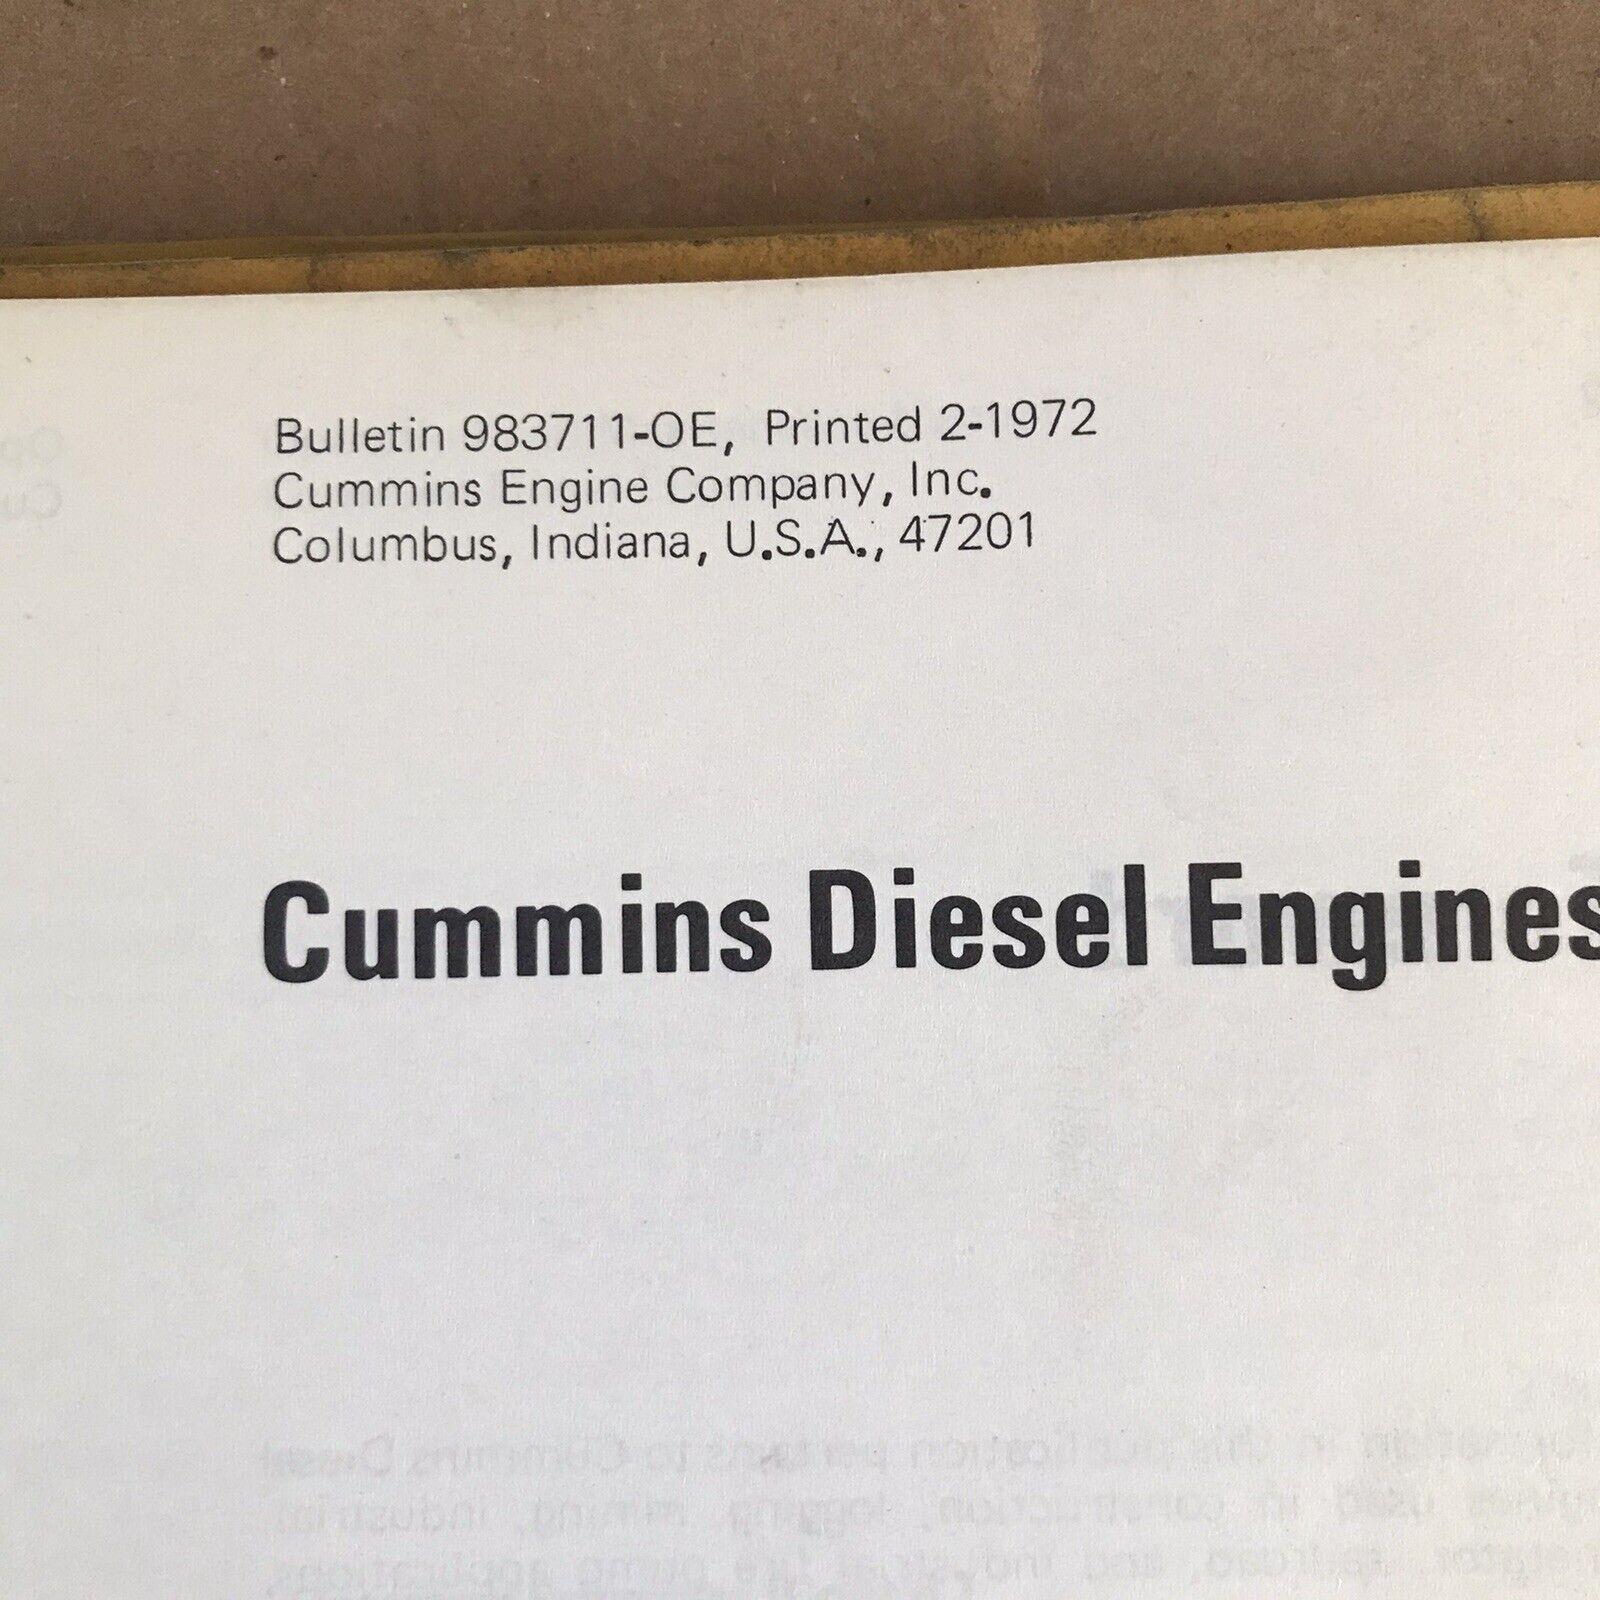 Bulletin 983711-OE, Printed 2-1972
Cummins Engine Company, Inc.
Columbus, Indiana, U.S.A., 47201
Cummins Diesel Engines